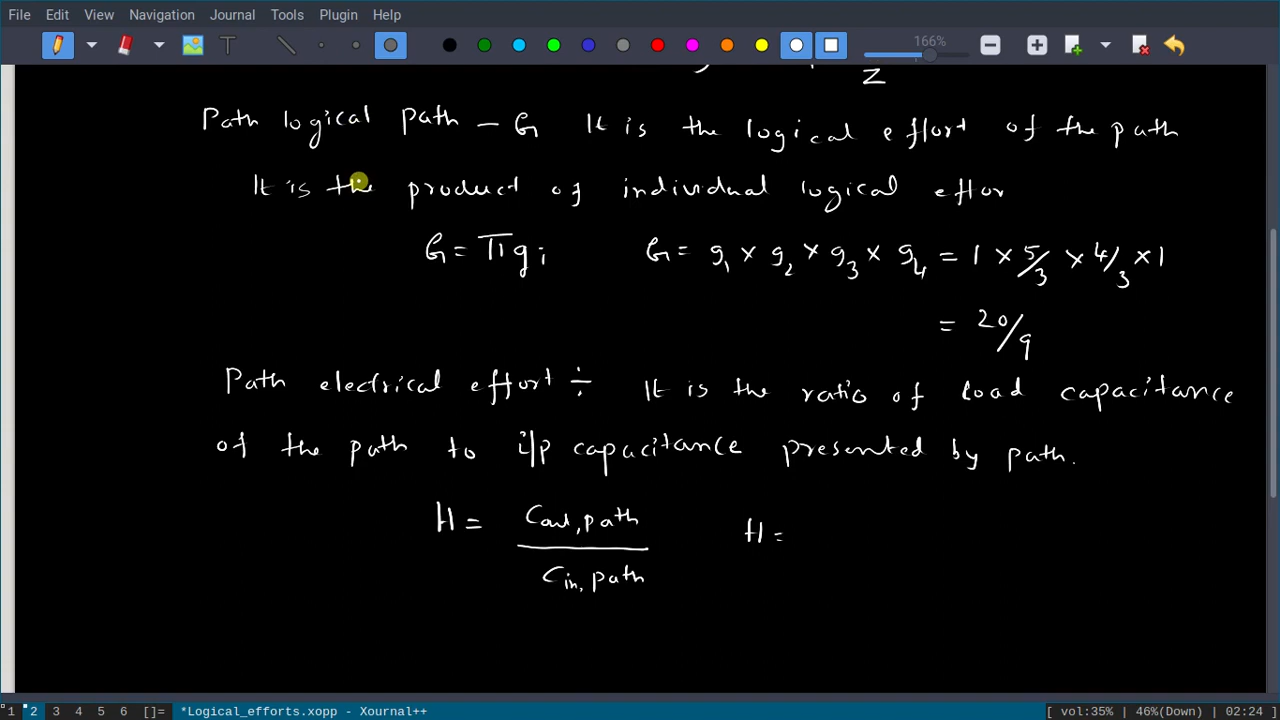 File Edit View Navigation Journal Tools Plugin Help
166%
z
Path logical path - G It is the logical effort of the path
It is the product of individual logical effor
G = πgi G = g1 × g2 × g3 × g4 = 1 × 5/3 × 4/3 × 1
= 20/9
Path electrical effort ÷ It is the ratio of load capacitance
of the path to i/p capacitance presented by path.
H = Cout,path H =
Cin,path
1 2 3 4 5 6 []= *Logical_efforts.xopp - Xournal++ [ vol:35% | 46%(Down) | 02:24 ]